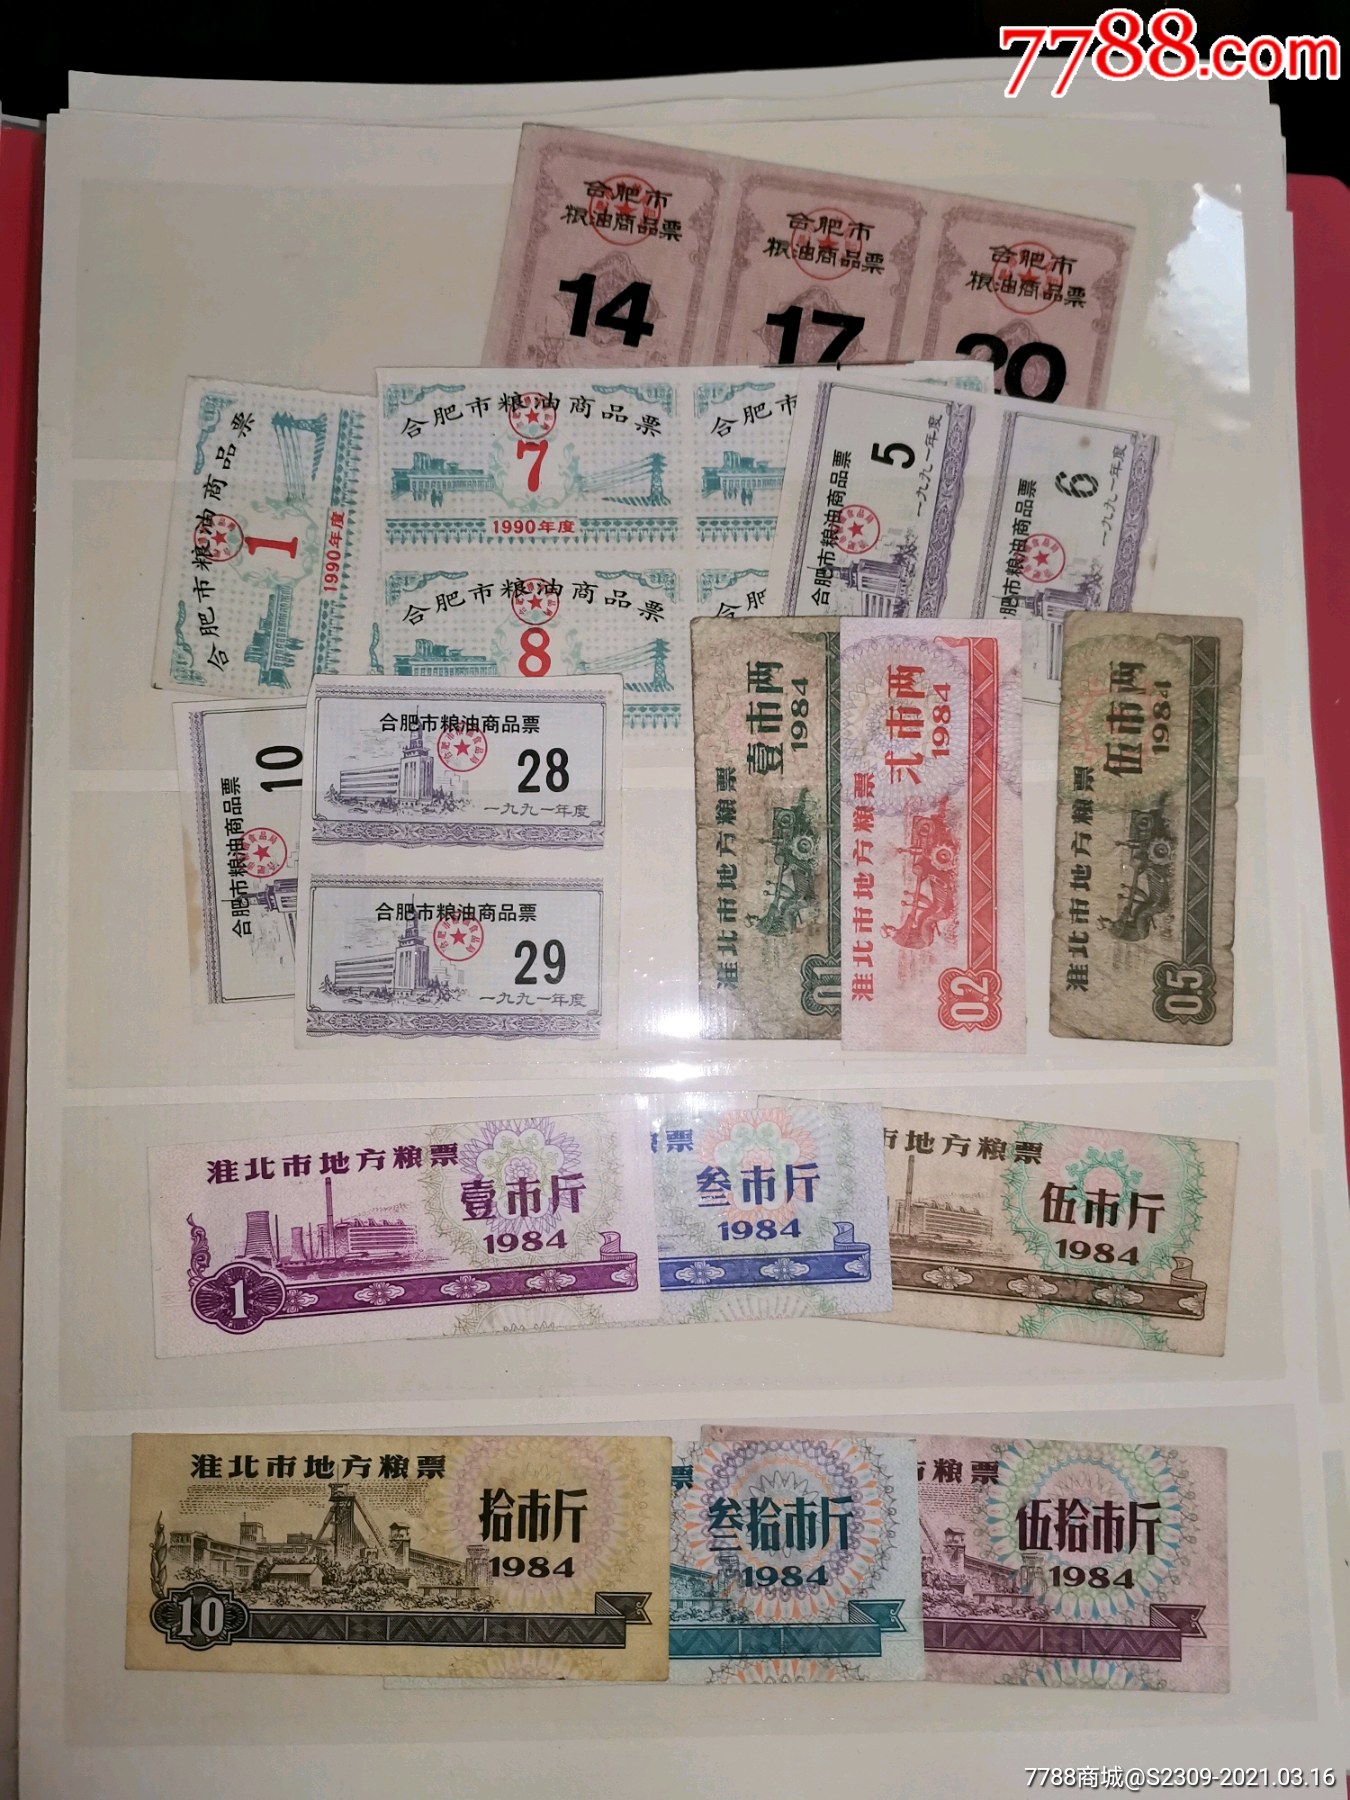 7788.com
合肥市
粮油商品票
14
合肥市
粮油商品票
17
合肥市
粮油商品票
20
合肥市粮油商品票
1
1990年度
合肥市粮油商品票
7
1990年度
合肥市
合肥市粮油商品票
8
合肥市
合肥市粮油商品票
5
一九九一年度
合肥市粮油商品票
6
一九九一年度
合肥市粮油商品票
10
合肥市粮油商品票
28
一九九一年度
合肥市粮油商品票
29
一九九一年度
淮北市地方粮票
壹市两
1984
0.1
淮北市地方粮票
弍市两
1984
0.2
淮北市地方粮票
伍市两
1984
0.5
淮北市地方粮票
壹市斤
1984
1
粮票
叁市斤
1984
市地方粮票
伍市斤
1984
淮北市地方粮票
拾市斤
1984
10
票
叁拾市斤
1984
方粮票
伍拾市斤
1984
7788商城@S2309-2021.03.16